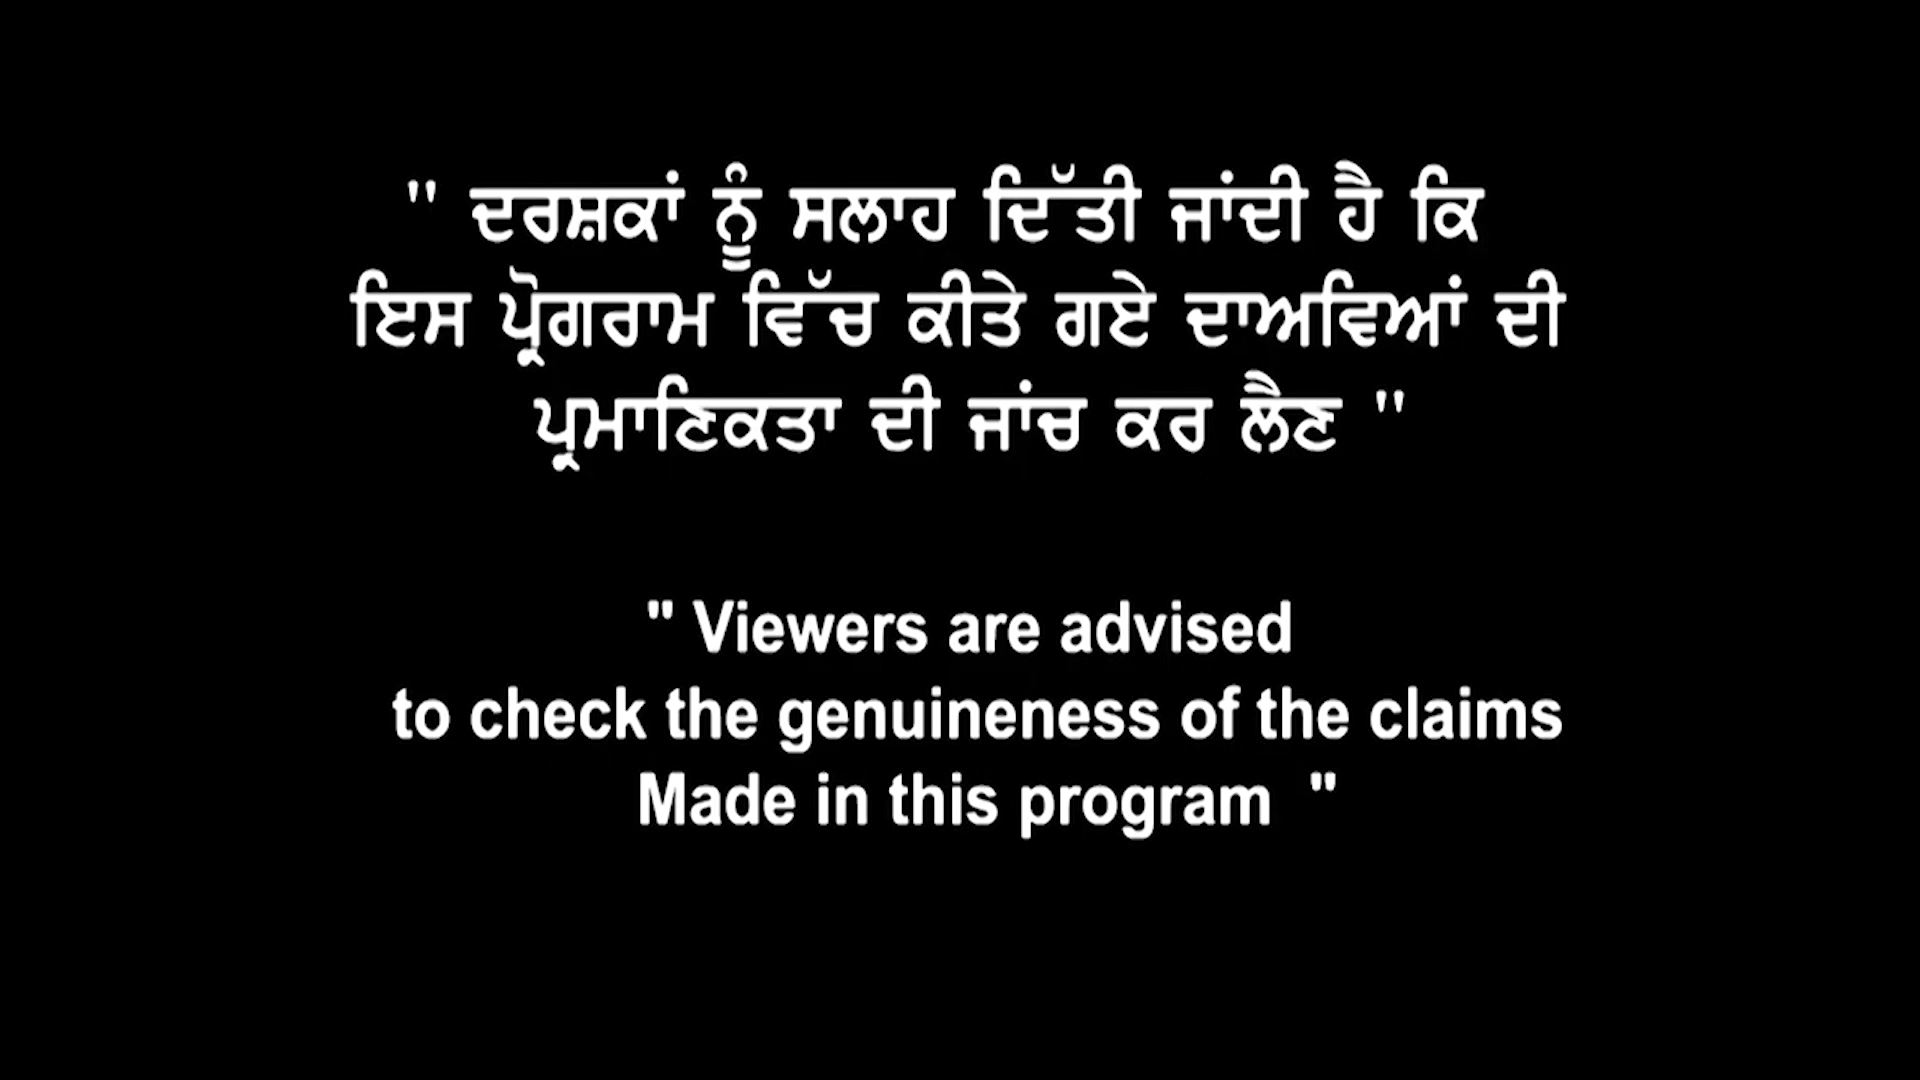 " ਦਰਸ਼ਕਾਂ ਨੂੰ ਸਲਾਹ ਦਿੱਤੀ ਜਾਂਦੀ ਹੈ ਕਿ
ਇਸ ਪ੍ਰੋਗਰਾਮ ਵਿੱਚ ਕੀਤੇ ਗਏ ਦਾਅਵਿਆਂ ਦੀ
ਪ੍ਰਮਾਣਿਕਤਾ ਦੀ ਜਾਂਚ ਕਰ ਲੈਣ "
" Viewers are advised
to check the genuineness of the claims
Made in this program "